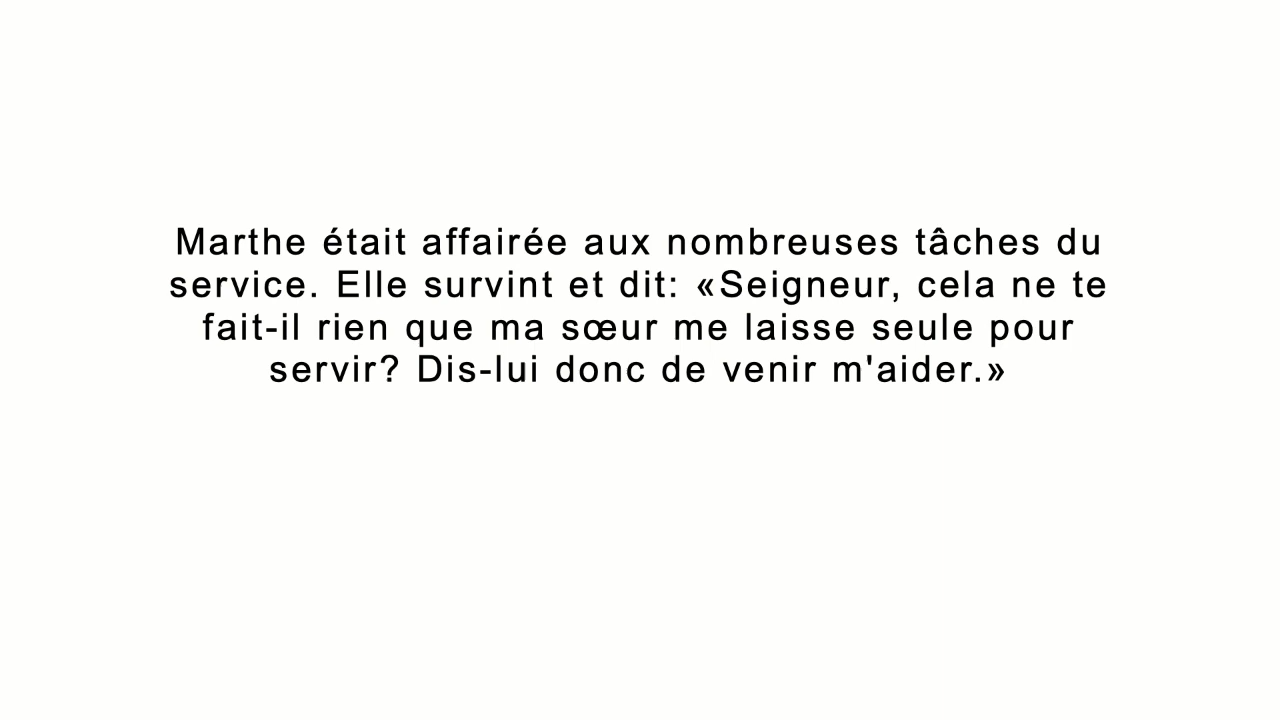 Marthe était affairée aux nombreuses tâches du
service. Elle survint et dit: «Seigneur, cela ne te
fait-il rien que ma sœur me laisse seule pour
servir? Dis-lui donc de venir m'aider.»